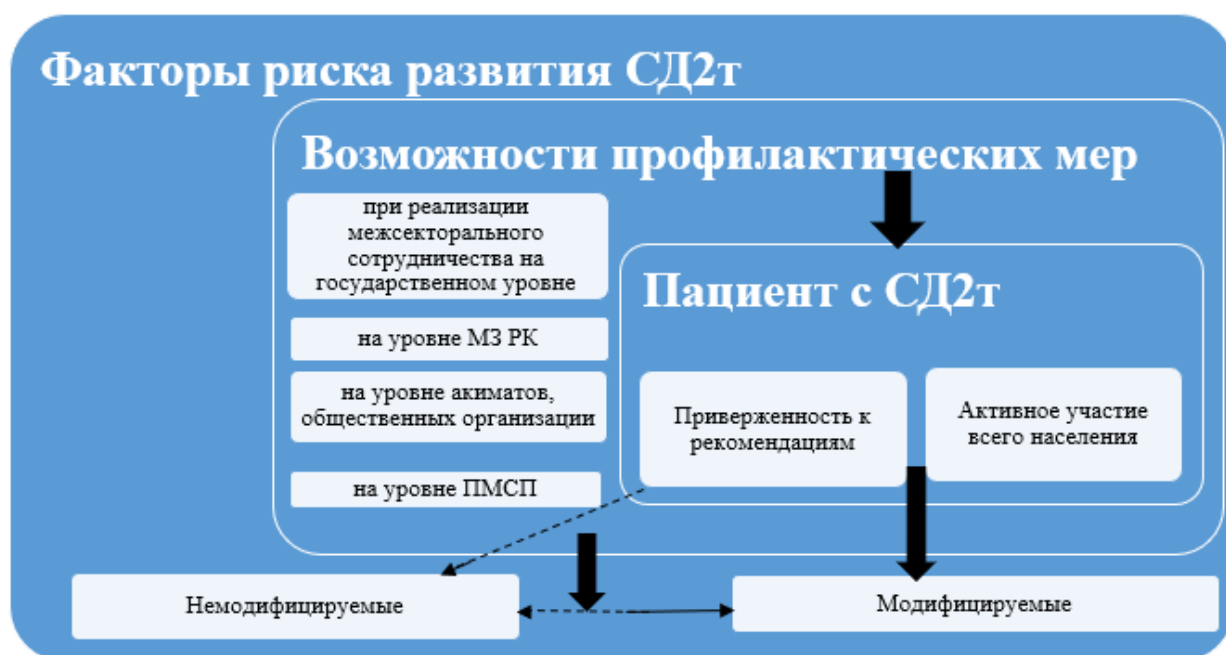 Факторы риска развития СД2т
Возможности профилактических мер
при реализации
межсекторального
сотрудничества на
государственном уровне
на уровне МЗ РК
на уровне акиматов,
общественных организации
на уровне ПМСП
Пациент с СД2т
Приверженность к
рекомендациям
Активное участие
всего населения
Немодифицируемые
Модифицируемые